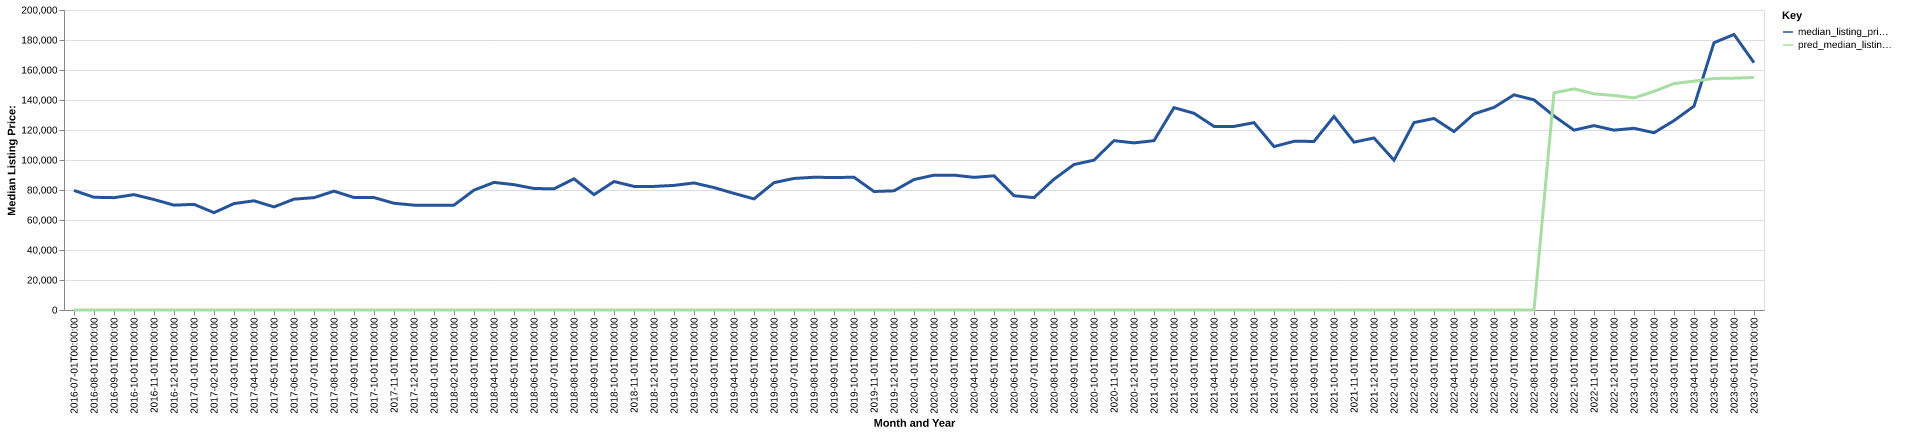 200,000
180,000
160,000
140,000
120,000
100,000
80,000
60,000
40,000
20,000
0
Median Listing Price:
2016-07-01T00:00:00
2016-08-01T00:00:00
2016-09-01T00:00:00
2016-10-01T00:00:00
2016-11-01T00:00:00
2016-12-01T00:00:00
2017-01-01T00:00:00
2017-02-01T00:00:00
2017-03-01T00:00:00
2017-04-01T00:00:00
2017-05-01T00:00:00
2017-06-01T00:00:00
2017-07-01T00:00:00
2017-08-01T00:00:00
2017-09-01T00:00:00
2017-10-01T00:00:00
2017-11-01T00:00:00
2017-12-01T00:00:00
2018-01-01T00:00:00
2018-02-01T00:00:00
2018-03-01T00:00:00
2018-04-01T00:00:00
2018-05-01T00:00:00
2018-06-01T00:00:00
2018-07-01T00:00:00
2018-08-01T00:00:00
2018-09-01T00:00:00
2018-10-01T00:00:00
2018-11-01T00:00:00
2018-12-01T00:00:00
2019-01-01T00:00:00
2019-02-01T00:00:00
2019-03-01T00:00:00
2019-04-01T00:00:00
2019-05-01T00:00:00
2019-06-01T00:00:00
2019-07-01T00:00:00
2019-08-01T00:00:00
2019-09-01T00:00:00
2019-10-01T00:00:00
2019-11-01T00:00:00
2019-12-01T00:00:00
2020-01-01T00:00:00
2020-02-01T00:00:00
2020-03-01T00:00:00
2020-04-01T00:00:00
2020-05-01T00:00:00
2020-06-01T00:00:00
2020-07-01T00:00:00
2020-08-01T00:00:00
2020-09-01T00:00:00
2020-10-01T00:00:00
2020-11-01T00:00:00
2020-12-01T00:00:00
2021-01-01T00:00:00
2021-02-01T00:00:00
2021-03-01T00:00:00
2021-04-01T00:00:00
2021-05-01T00:00:00
2021-06-01T00:00:00
2021-07-01T00:00:00
2021-08-01T00:00:00
2021-09-01T00:00:00
2021-10-01T00:00:00
2021-11-01T00:00:00
2021-12-01T00:00:00
2022-01-01T00:00:00
2022-02-01T00:00:00
2022-03-01T00:00:00
2022-04-01T00:00:00
2022-05-01T00:00:00
2022-06-01T00:00:00
2022-07-01T00:00:00
2022-08-01T00:00:00
2022-09-01T00:00:00
2022-10-01T00:00:00
2022-11-01T00:00:00
2022-12-01T00:00:00
2023-01-01T00:00:00
2023-02-01T00:00:00
2023-03-01T00:00:00
2023-04-01T00:00:00
2023-05-01T00:00:00
2023-06-01T00:00:00
2023-07-01T00:00:00
Month and Year
Key
median_listing_pri…
pred_median_listin…